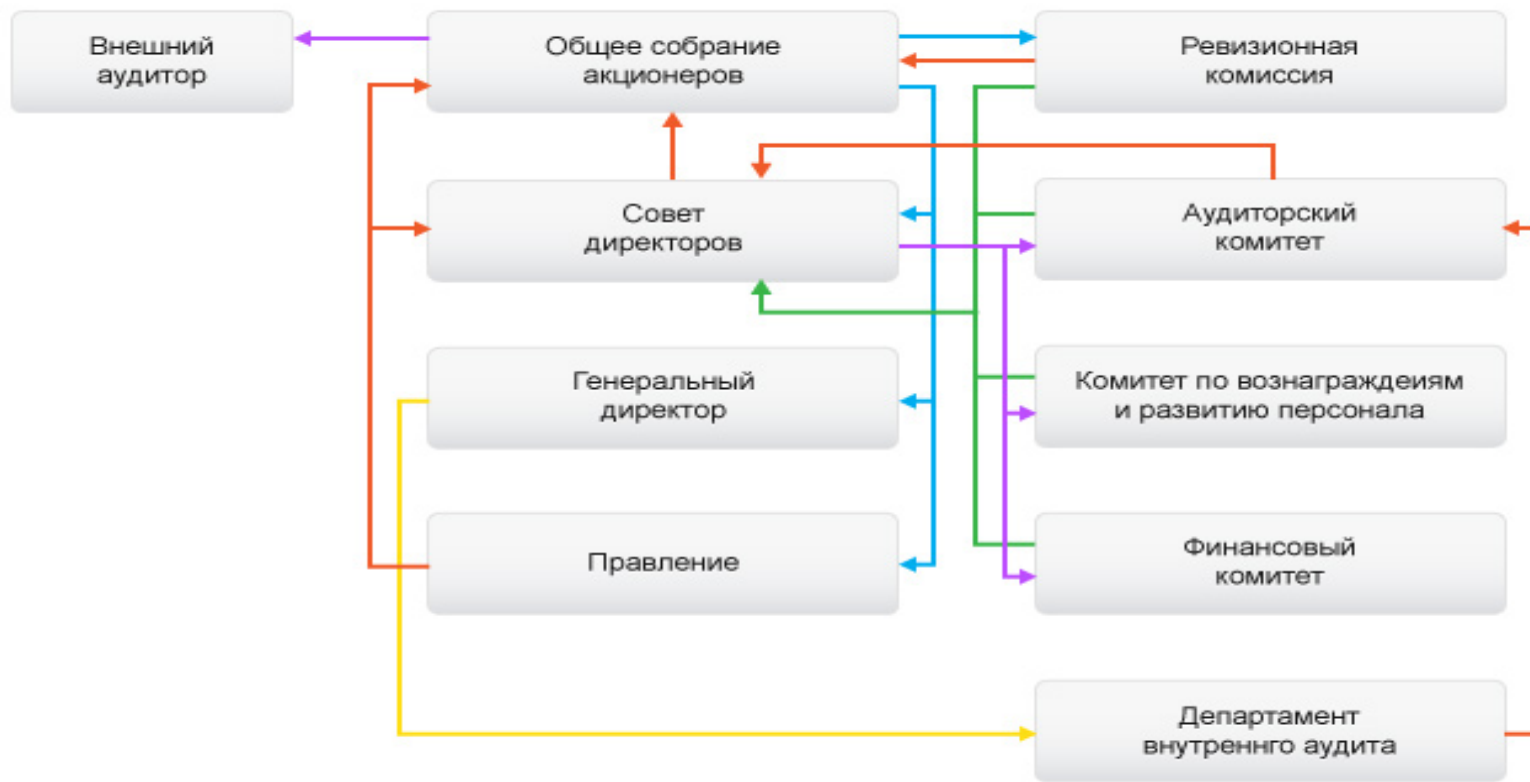 Внешний
аудитор
Общее собрание
акционеров
Ревизионная
комиссия
Совет
директоров
Аудиторский
комитет
Генеральный
директор
Комитет по вознаграждеиям
и развитию персонала
Правление
Финансовый
комитет
Департамент
внутреннго аудита